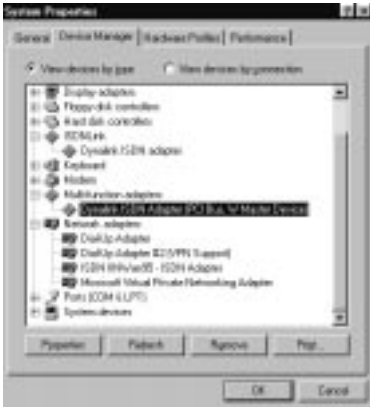 System Properties
General Device Manager Hardware Profiles Performance
View devices by type View devices by connection
Display adapters
Floppy disk controllers
Hard disk controllers
ISDNLink
Dynalink ISDN adapter
Keyboard
Modem
Multifunction adapters
Dynalink ISDN Adapter (PCI Bus, Master Device)
Network adapters
Dial-Up Adapter
Dial-Up Adapter #2 (VPN Support)
ISDN - ISDN Adapter
Microsoft Virtual Private Networking Adapter
Ports (COM & LPT)
System devices
Properties Refresh Remove Print...
OK Cancel